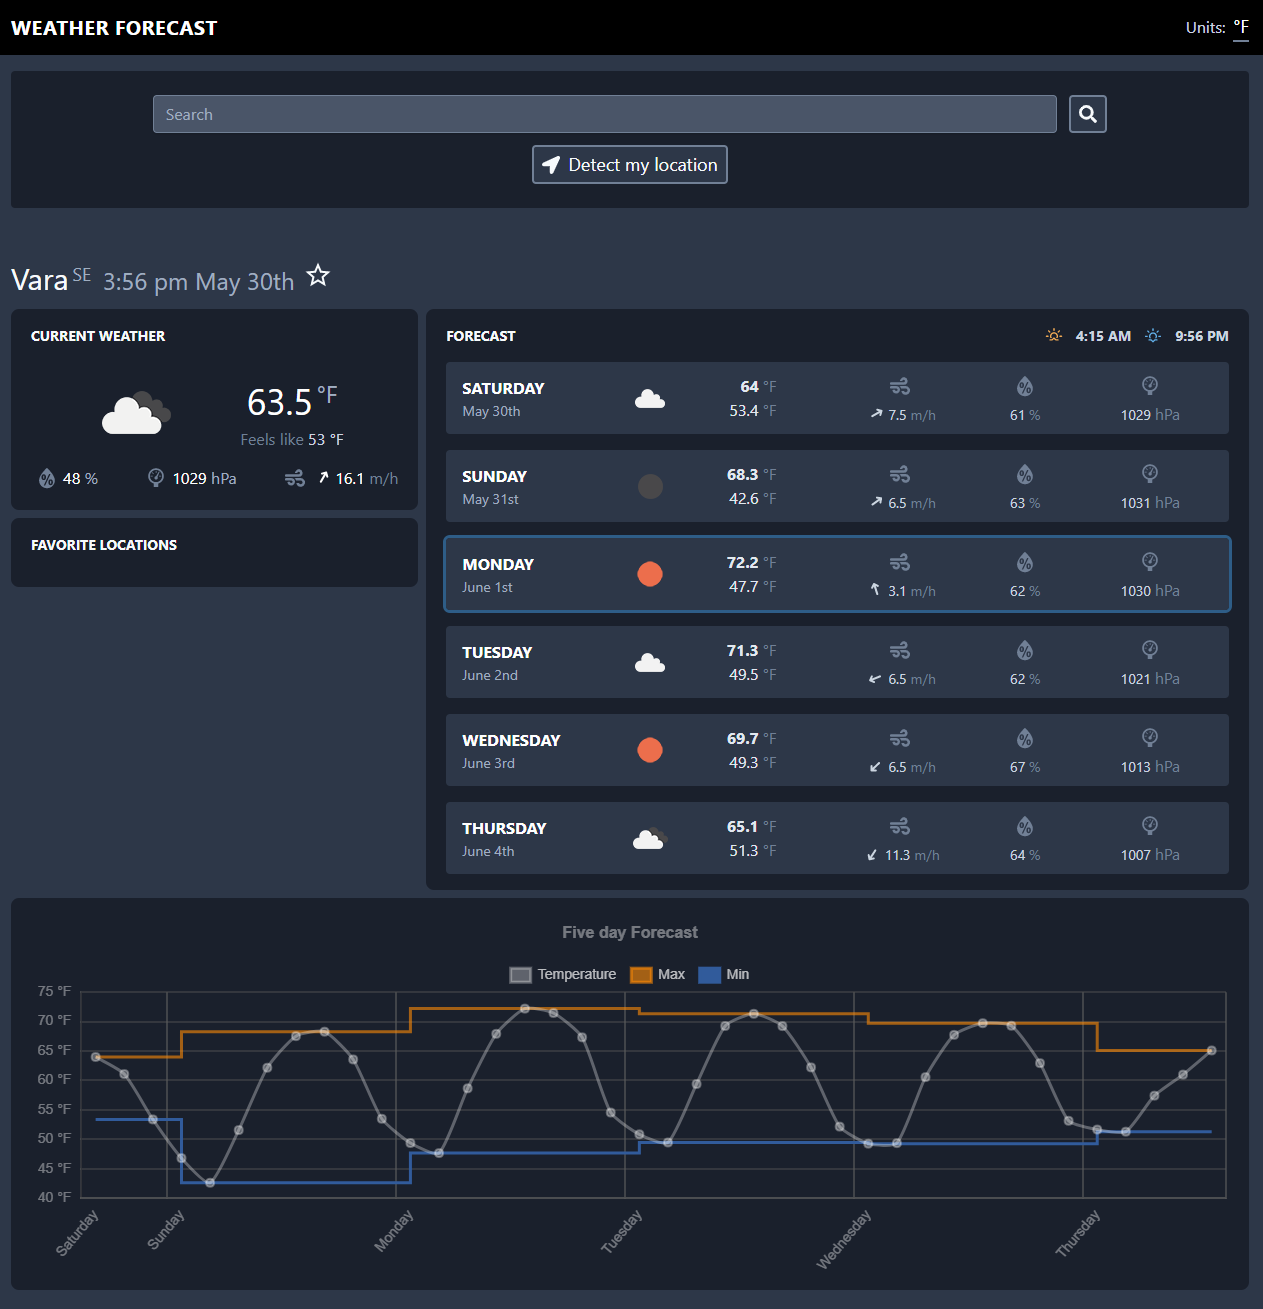 WEATHER FORECAST
Units: °F
Search
Detect my location
Vara SE 3:56 pm May 30th
CURRENT WEATHER
63.5 °F
Feels like 53 °F
48 % 1029 hPa 16.1 m/h
FAVORITE LOCATIONS
FORECAST 4:15 AM 9:56 PM
SATURDAY 64 °F
May 30th 53.4 °F 7.5 m/h 61 % 1029 hPa
SUNDAY 68.3 °F
May 31st 42.6 °F 6.5 m/h 63 % 1031 hPa
MONDAY 72.2 °F
June 1st 47.7 °F 3.1 m/h 62 % 1030 hPa
TUESDAY 71.3 °F
June 2nd 49.5 °F 6.5 m/h 62 % 1021 hPa
WEDNESDAY 69.7 °F
June 3rd 49.3 °F 6.5 m/h 67 % 1013 hPa
THURSDAY 65.1 °F
June 4th 51.3 °F 11.3 m/h 64 % 1007 hPa
Five day Forecast
Temperature Max Min
75 °F
70 °F
65 °F
60 °F
55 °F
50 °F
45 °F
40 °F
Saturday Sunday Monday Tuesday Wednesday Thursday